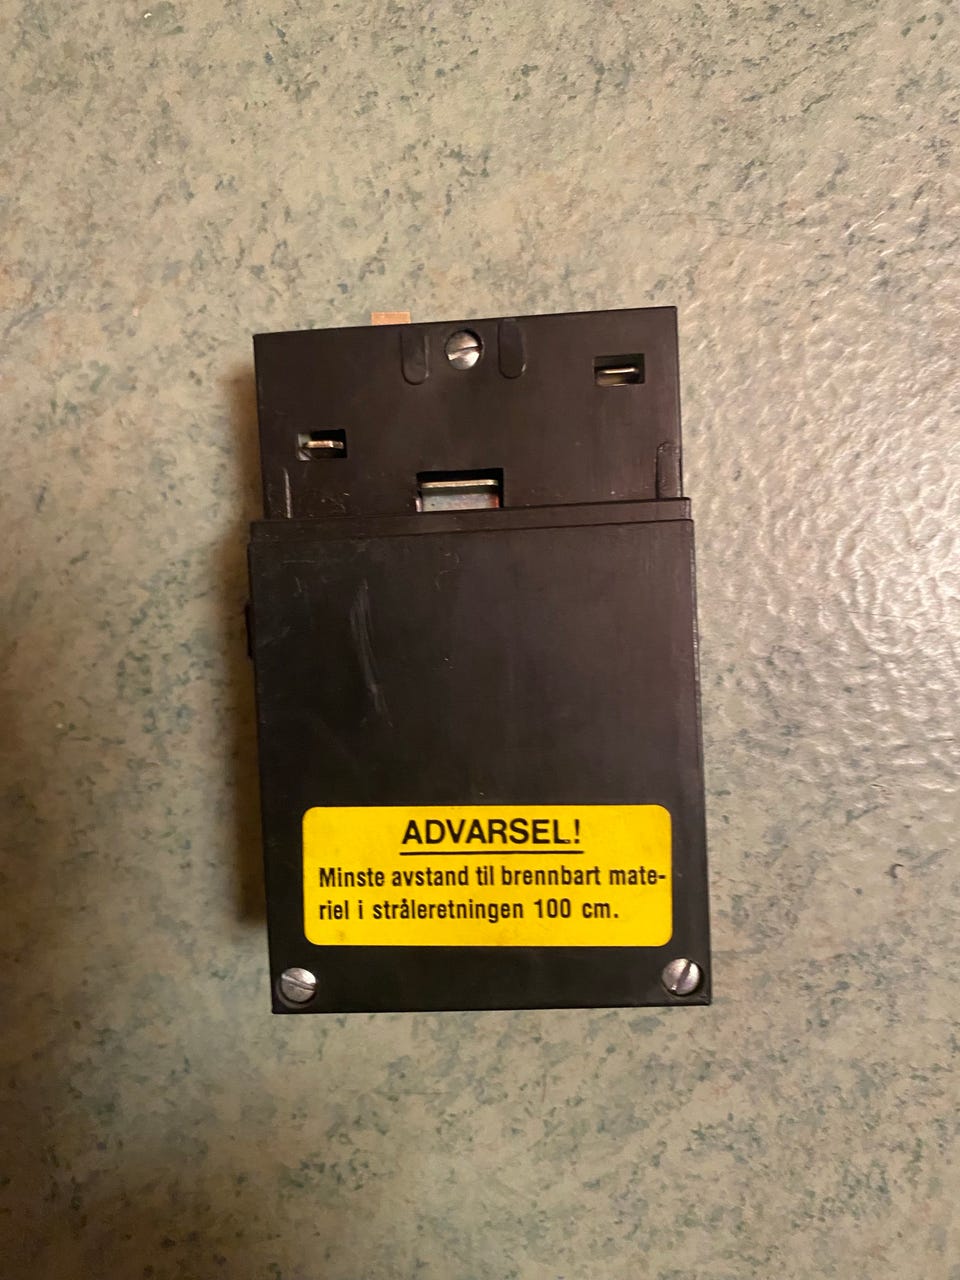 ADVARSEL!
Minste avstand til brennbart mate-
riel i stråleretningen 100 cm.